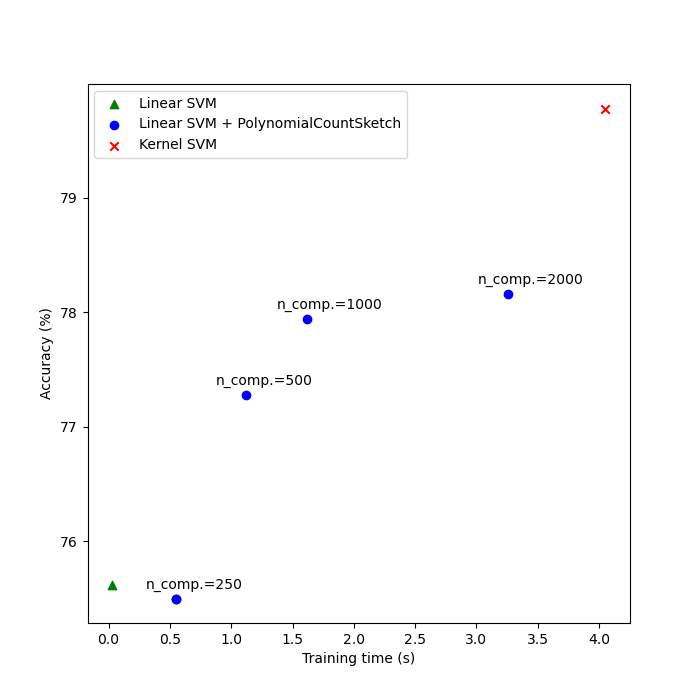 Linear SVM
Linear SVM + PolynomialCountSketch
Kernel SVM
79
n_comp.=2000
78
n_comp.=1000
Accuracy (%)
n_comp.=500
77
76
n_comp.=250
0.0 0.5 1.0 1.5 2.0 2.5 3.0 3.5 4.0
Training time (s)